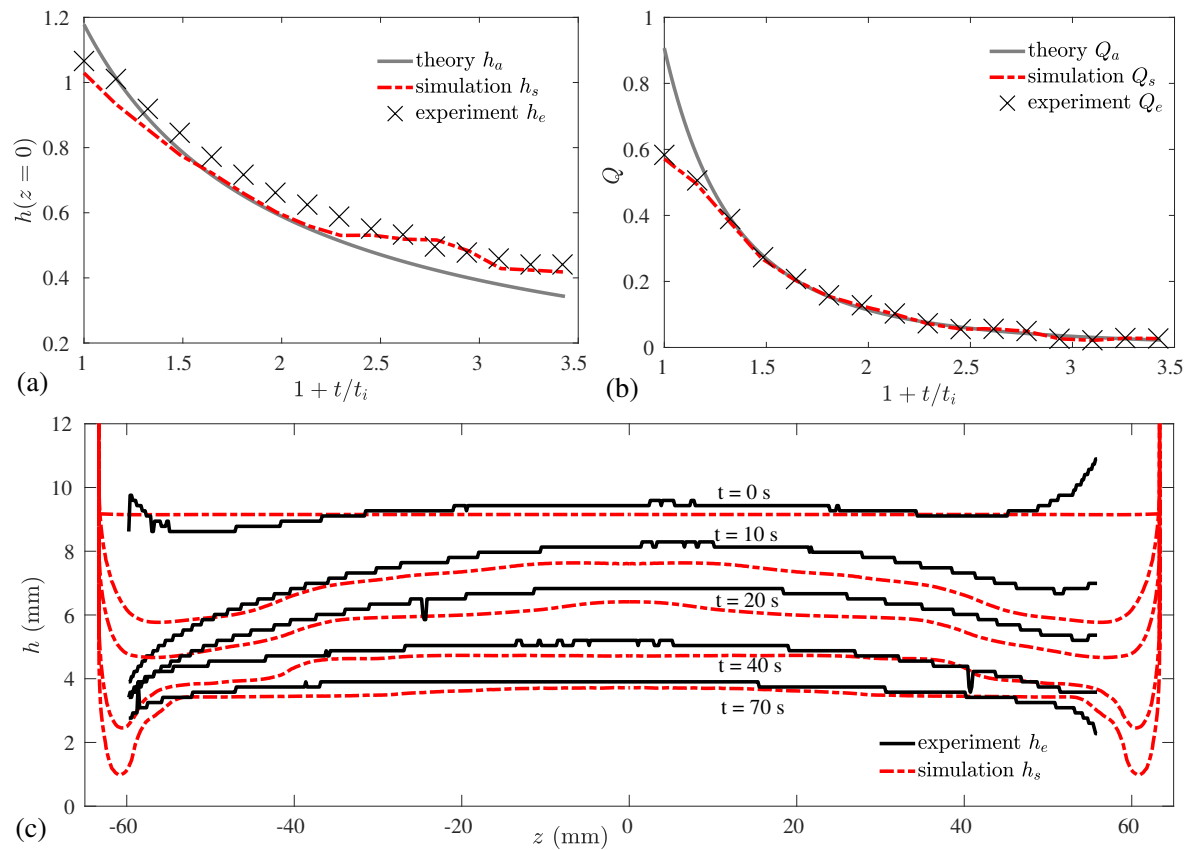 1.2
1
0.8
0.6
0.4
0.2
h(z = 0)
theory h_a
simulation h_s
experiment h_e
1 1.5 2 2.5 3 3.5
(a)
1 + t/t_i
1
0.8
0.6
0.4
0.2
0
Q
theory Q_a
simulation Q_s
experiment Q_e
1 1.5 2 2.5 3 3.5
(b)
1 + t/t_i
12
10
8
6
4
2
0
h (mm)
t = 0 s
t = 10 s
t = 20 s
t = 40 s
t = 70 s
experiment h_e
simulation h_s
-60 -40 -20 0 20 40 60
(c)
z (mm)